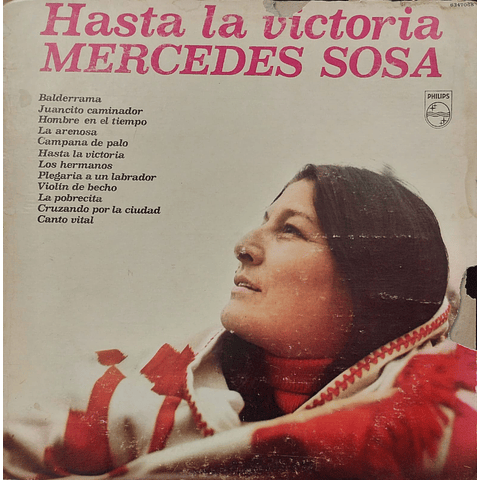 Hasta la victoria
MERCEDES SOSA
PHILIPS
Balderrama
Juancito caminador
Hombre en el tiempo
La arenosa
Campana de palo
Hasta la victoria
Los hermanos
Plegaria a un labrador
Violín de becho
La pobrecita
Cruzando por la ciudad
Canto vital